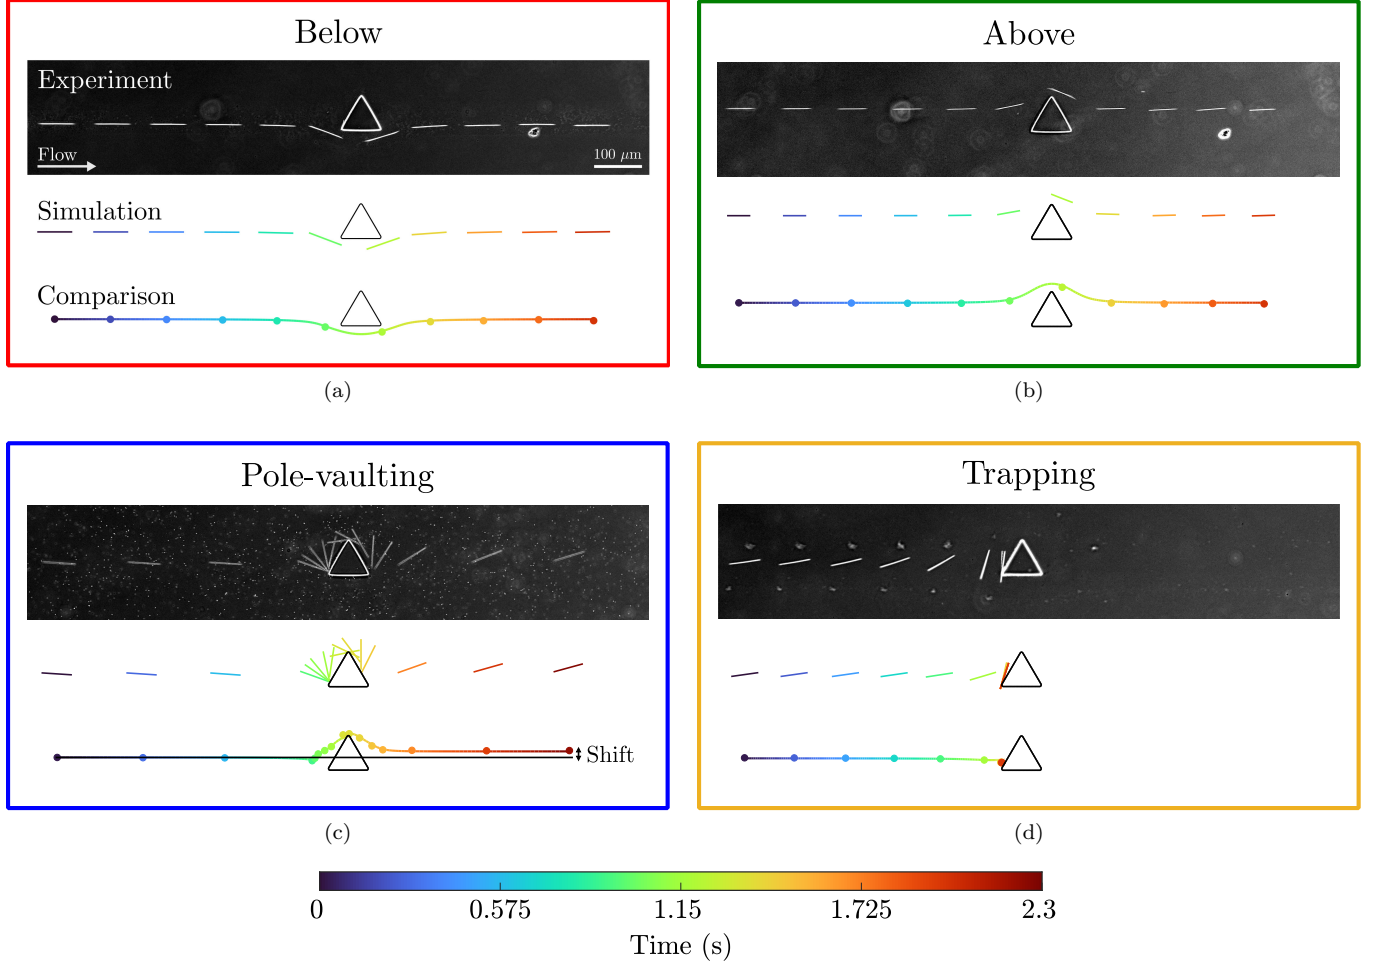 Below
Experiment
Flow
100 μm
Simulation
Comparison
(a)
Above
(b)
Pole-vaulting
Shift
(c)
Trapping
(d)
0 0.575 1.15 1.725 2.3
Time (s)